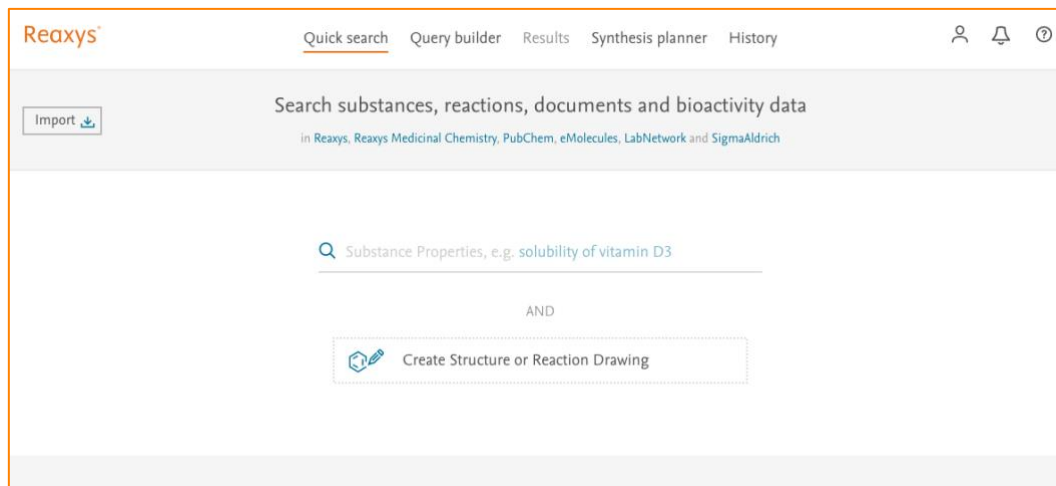 Reaxys®
Quick search Query builder Results Synthesis planner History
Import
Search substances, reactions, documents and bioactivity data
in Reaxys, Reaxys Medicinal Chemistry, PubChem, eMolecules, LabNetwork and SigmaAldrich
Substance Properties, e.g. solubility of vitamin D3
AND
Create Structure or Reaction Drawing